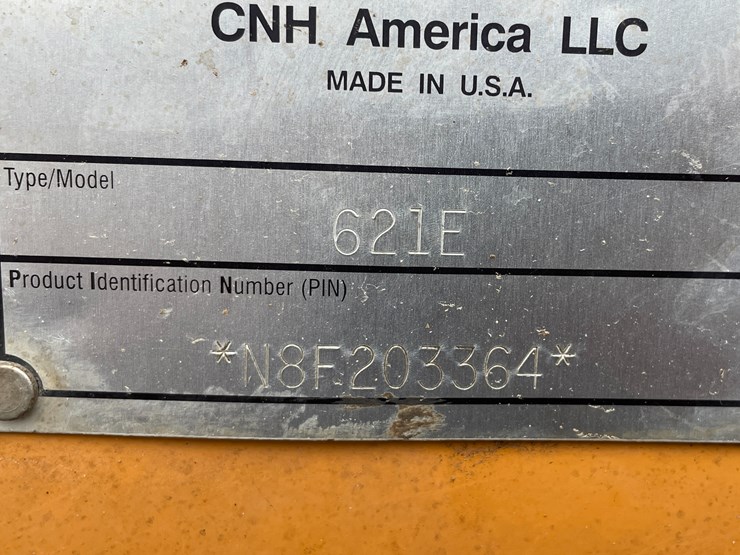 CNH America LLC
MADE IN U.S.A.
Type/Model
621E
Product Identification Number (PIN)
*N8F203364*